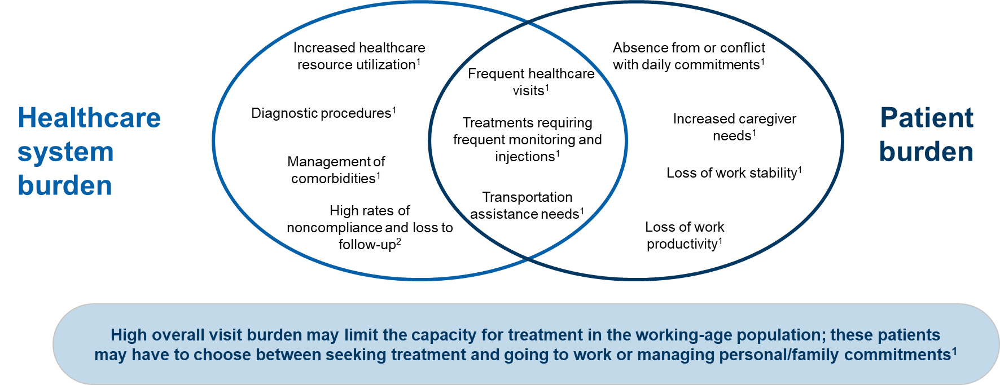 Healthcare
system
burden
Increased healthcare
resource utilization1
Diagnostic procedures1
Management of
comorbidities1
High rates of
noncompliance and loss to
follow-up2
Frequent healthcare
visits1
Treatments requiring
frequent monitoring and
injections1
Transportation
assistance needs1
Absence from or conflict
with daily commitments1
Increased caregiver
needs1
Loss of work stability1
Loss of work
productivity1
Patient
burden
High overall visit burden may limit the capacity for treatment in the working-age population; these patients
may have to choose between seeking treatment and going to work or managing personal/family commitments1